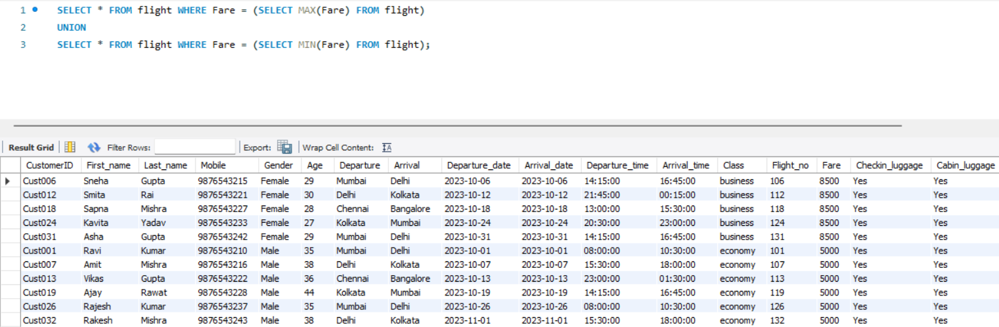 1 SELECT * FROM flight WHERE Fare = (SELECT MAX(Fare) FROM flight)
2 UNION
3 SELECT * FROM flight WHERE Fare = (SELECT MIN(Fare) FROM flight);
Result Grid Filter Rows: Export: Wrap Cell Content: IA
CustomerID First_name Last_name Mobile Gender Age Departure Arrival Departure_date Arrival_date Departure_time Arrival_time Class Flight_no Fare Checkin_luggage Cabin_luggage
Cust006 Sneha Gupta 9876543215 Female 29 Mumbai Delhi 2023-10-06 2023-10-06 14:15:00 16:45:00 business 106 8500 Yes Yes
Cust012 Smita Rai 9876543221 Female 30 Delhi Kolkata 2023-10-12 2023-10-12 21:45:00 00:15:00 business 112 8500 Yes Yes
Cust018 Sapna Mishra 9876543227 Female 28 Chennai Bangalore 2023-10-18 2023-10-18 13:00:00 15:30:00 business 118 8500 Yes Yes
Cust024 Kavita Yadav 9876543233 Female 27 Kolkata Mumbai 2023-10-24 2023-10-24 20:30:00 23:00:00 business 124 8500 Yes Yes
Cust031 Asha Gupta 9876543242 Female 29 Mumbai Delhi 2023-10-31 2023-10-31 14:15:00 16:45:00 business 131 8500 Yes Yes
Cust001 Ravi Kumar 9876543210 Male 35 Mumbai Delhi 2023-10-01 2023-10-01 08:00:00 10:30:00 economy 101 5000 Yes Yes
Cust007 Amit Mishra 9876543216 Male 38 Delhi Kolkata 2023-10-07 2023-10-07 15:30:00 18:00:00 economy 107 5000 Yes Yes
Cust013 Vikas Gupta 9876543222 Male 36 Chennai Bangalore 2023-10-13 2023-10-13 23:00:00 01:30:00 economy 113 5000 Yes Yes
Cust019 Ajay Rawat 9876543228 Male 44 Kolkata Mumbai 2023-10-19 2023-10-19 14:15:00 16:45:00 economy 119 5000 Yes Yes
Cust026 Rajesh Kumar 9876543237 Male 35 Mumbai Delhi 2023-10-26 2023-10-26 08:00:00 10:30:00 economy 126 5000 Yes Yes
Cust032 Rakesh Mishra 9876543243 Male 38 Delhi Kolkata 2023-11-01 2023-11-01 15:30:00 18:00:00 economy 132 5000 Yes Yes